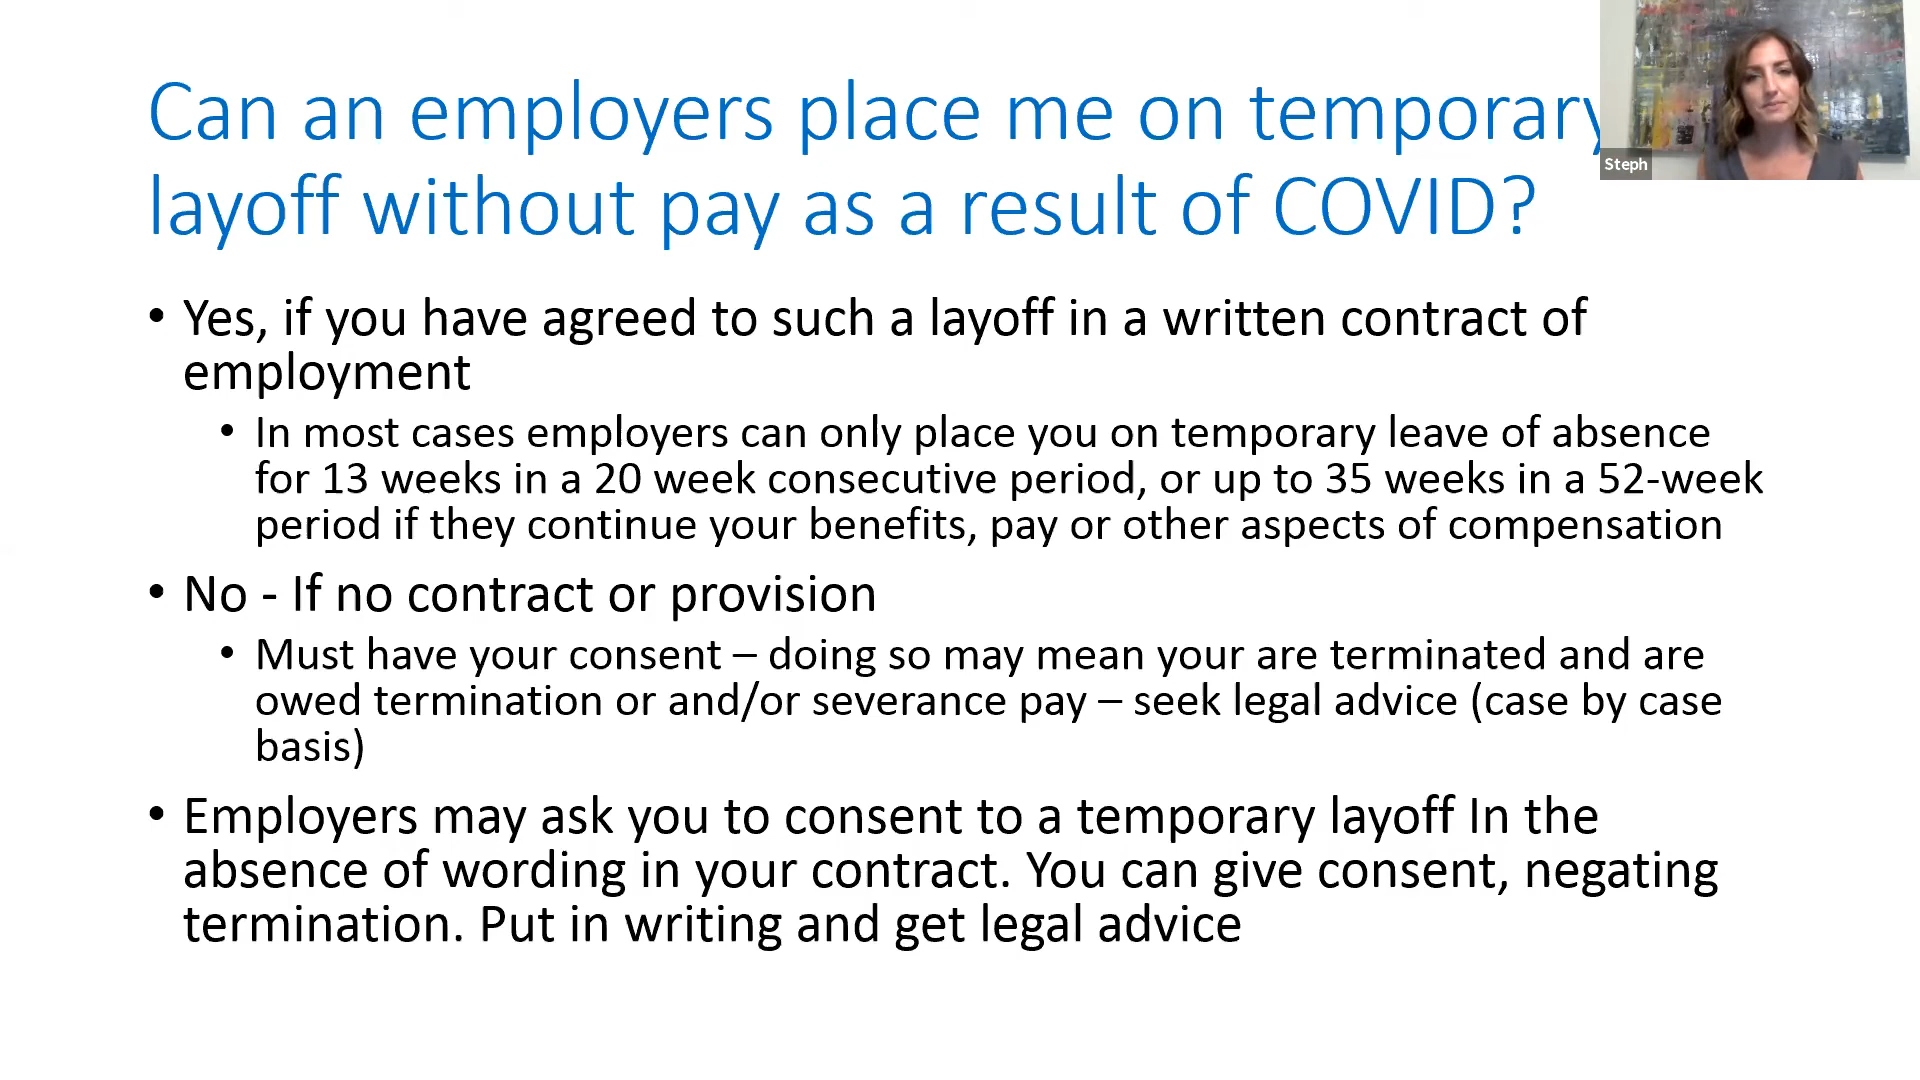 Can an employers place me on temporary
layoff without pay as a result of COVID?
Steph
• Yes, if you have agreed to such a layoff in a written contract of
employment
• In most cases employers can only place you on temporary leave of absence
for 13 weeks in a 20 week consecutive period, or up to 35 weeks in a 52-week
period if they continue your benefits, pay or other aspects of compensation
• No - If no contract or provision
• Must have your consent – doing so may mean your are terminated and are
owed termination or and/or severance pay – seek legal advice (case by case
basis)
• Employers may ask you to consent to a temporary layoff In the
absence of wording in your contract. You can give consent, negating
termination. Put in writing and get legal advice